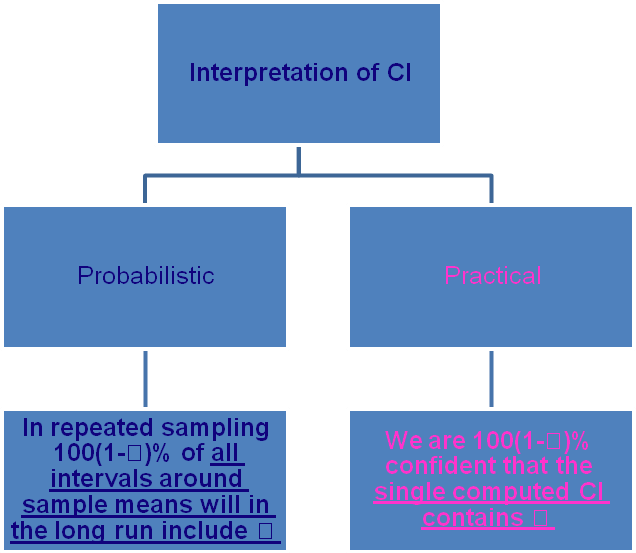 Interpretation of CI
Probabilistic
Practical
In repeated sampling
100(1-□)% of all
intervals around
sample means will in
the long run include □
We are 100(1-□)%
confident that the
single computed CI
contains □